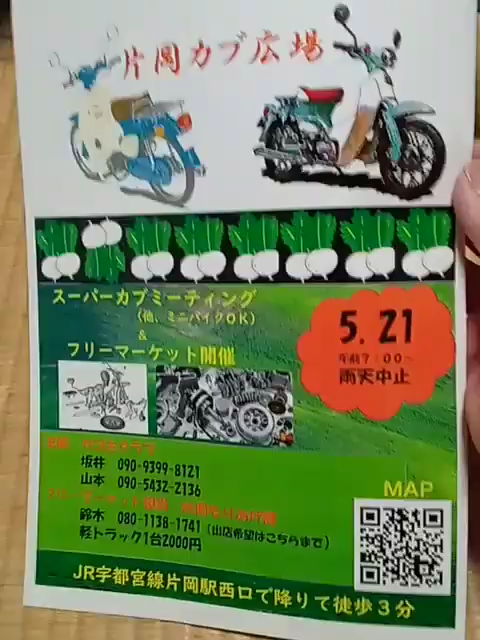 片岡カブ広場
スーパーカブミーティング
(他、ミニバイクOK)
&
フリーマーケット開催
5.21
午前7:00~
雨天中止
坂井 090-9399-8121
山本 090-5432-2136
鈴木 080-1138-1741 (出店希望はこちらまで)
軽トラック1台2000円
MAP
JR宇都宮線片岡駅西口で降りて徒歩3分